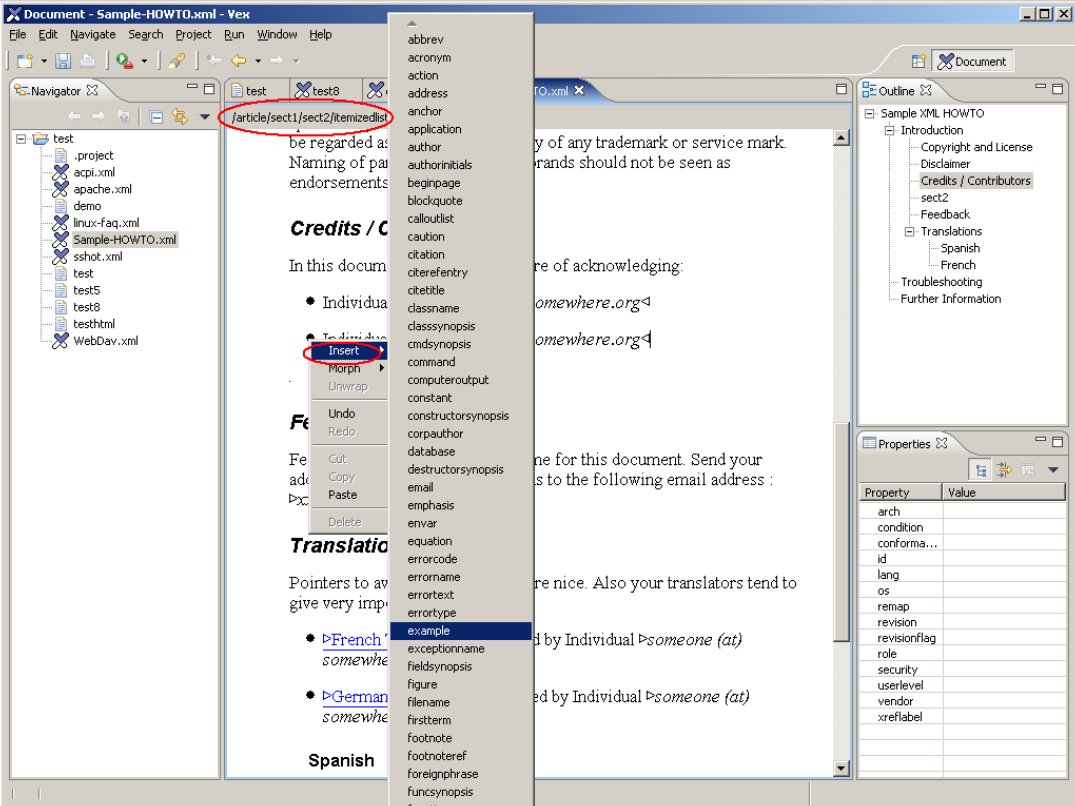 Document - Sample-HOWTO.xml - Vex
File Edit Navigate Search Project Run Window Help
Document
Navigator
test
.project
acpi.xml
apache.xml
demo
linux-faq.xml
Sample-HOWTO.xml
sshot.xml
test
test5
test8
testhtml
WebDav.xml
test test8 TO.xml
/article/sect1/sect2/itemizedlist
be regarded as y of any trademark or service mark.
Naming of par rands should not be seen as
endorsements
Credits / C
In this docum re of acknowledging:
Individua omewhere.org
Individua omewhere.org
Fe
Fe me for this document. Send your
add s to the following email address :
Translatio
Pointers to av re nice. Also your translators tend to
give very impo
French d by Individual someone (at)
somewhe
German ed by Individual someone (at)
somewhe
Spanish
Insert
Morph
Unwrap
Undo
Redo
Cut
Copy
Paste
Delete
abbrev
acronym
action
address
anchor
application
author
authorinitials
beginpage
blockquote
calloutlist
caution
citation
citerefentry
citetitle
classname
classsynopsis
cmdsynopsis
command
computeroutput
constant
constructorsynopsis
corpauthor
database
destructorsynopsis
email
emphasis
envar
equation
errorcode
errorname
errortext
errortype
example
exceptionname
fieldsynopsis
figure
filename
firstterm
footnote
footnoteref
foreignphrase
funcsynopsis
Outline
Sample XML HOWTO
Introduction
Copyright and License
Disclaimer
Credits / Contributors
sect2
Feedback
Translations
Spanish
French
Troubleshooting
Further Information
Properties
Property Value
arch
condition
conforma...
id
lang
os
remap
revision
revisionflag
role
security
userlevel
vendor
xreflabel